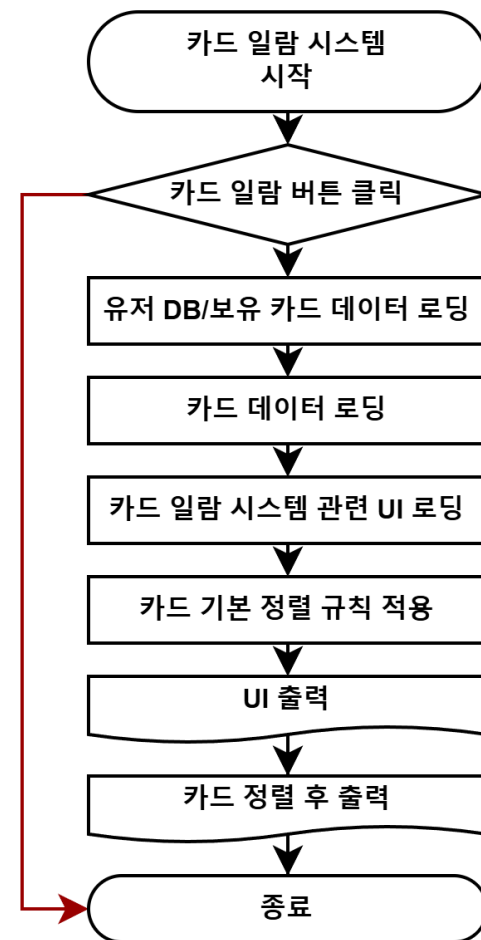 카드 일람 시스템
시작
카드 일람 버튼 클릭
유저 DB/보유 카드 데이터 로딩
카드 데이터 로딩
카드 일람 시스템 관련 UI 로딩
카드 기본 정렬 규칙 적용
UI 출력
카드 정렬 후 출력
종료